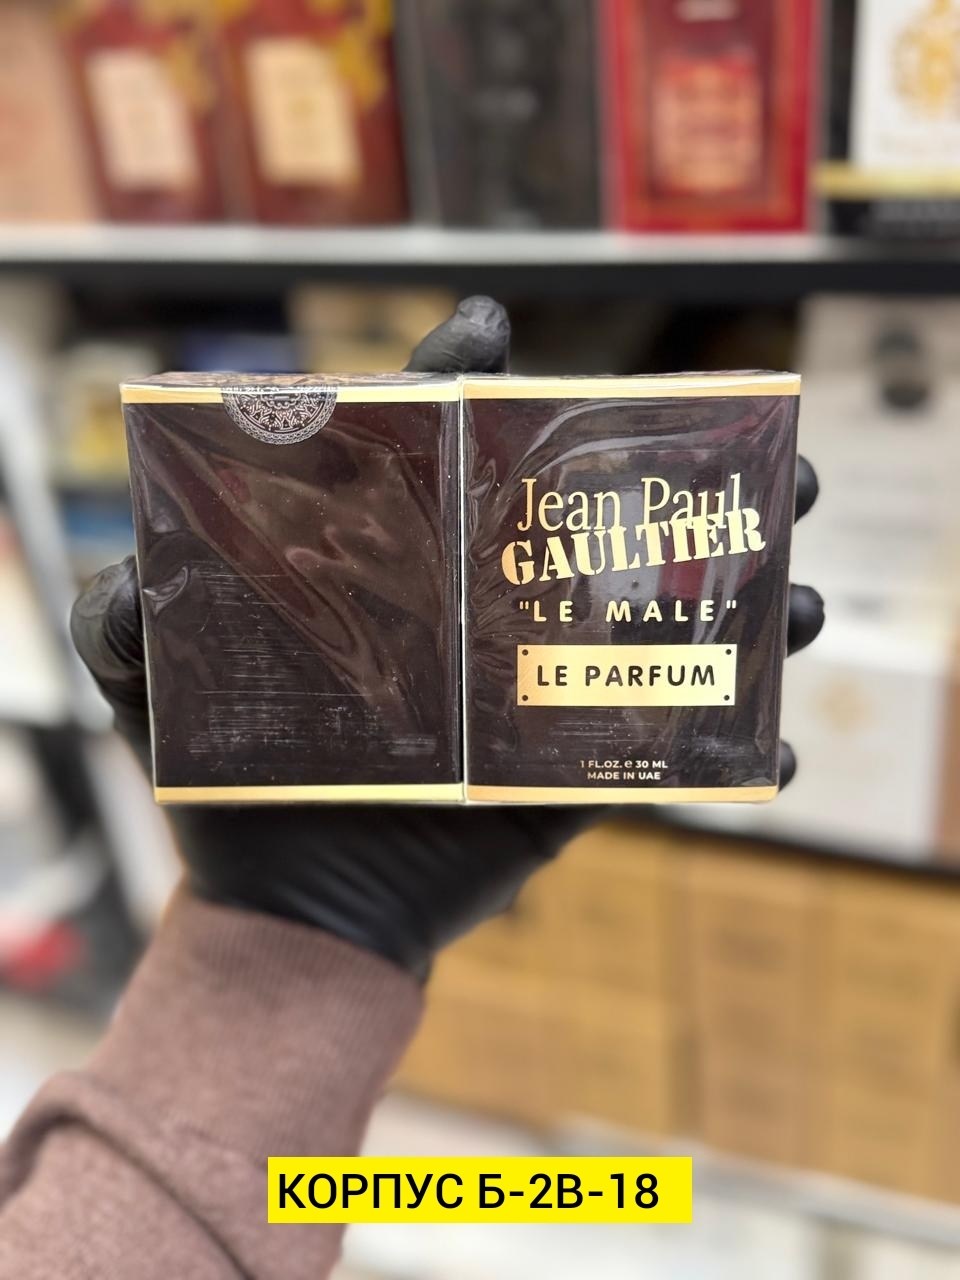 Jean Paul
GAULTIER
"LE MALE"
LE PARFUM
1 FL.OZ. e 30 ML
MADE IN UAE
КОРПУС Б-2В-18